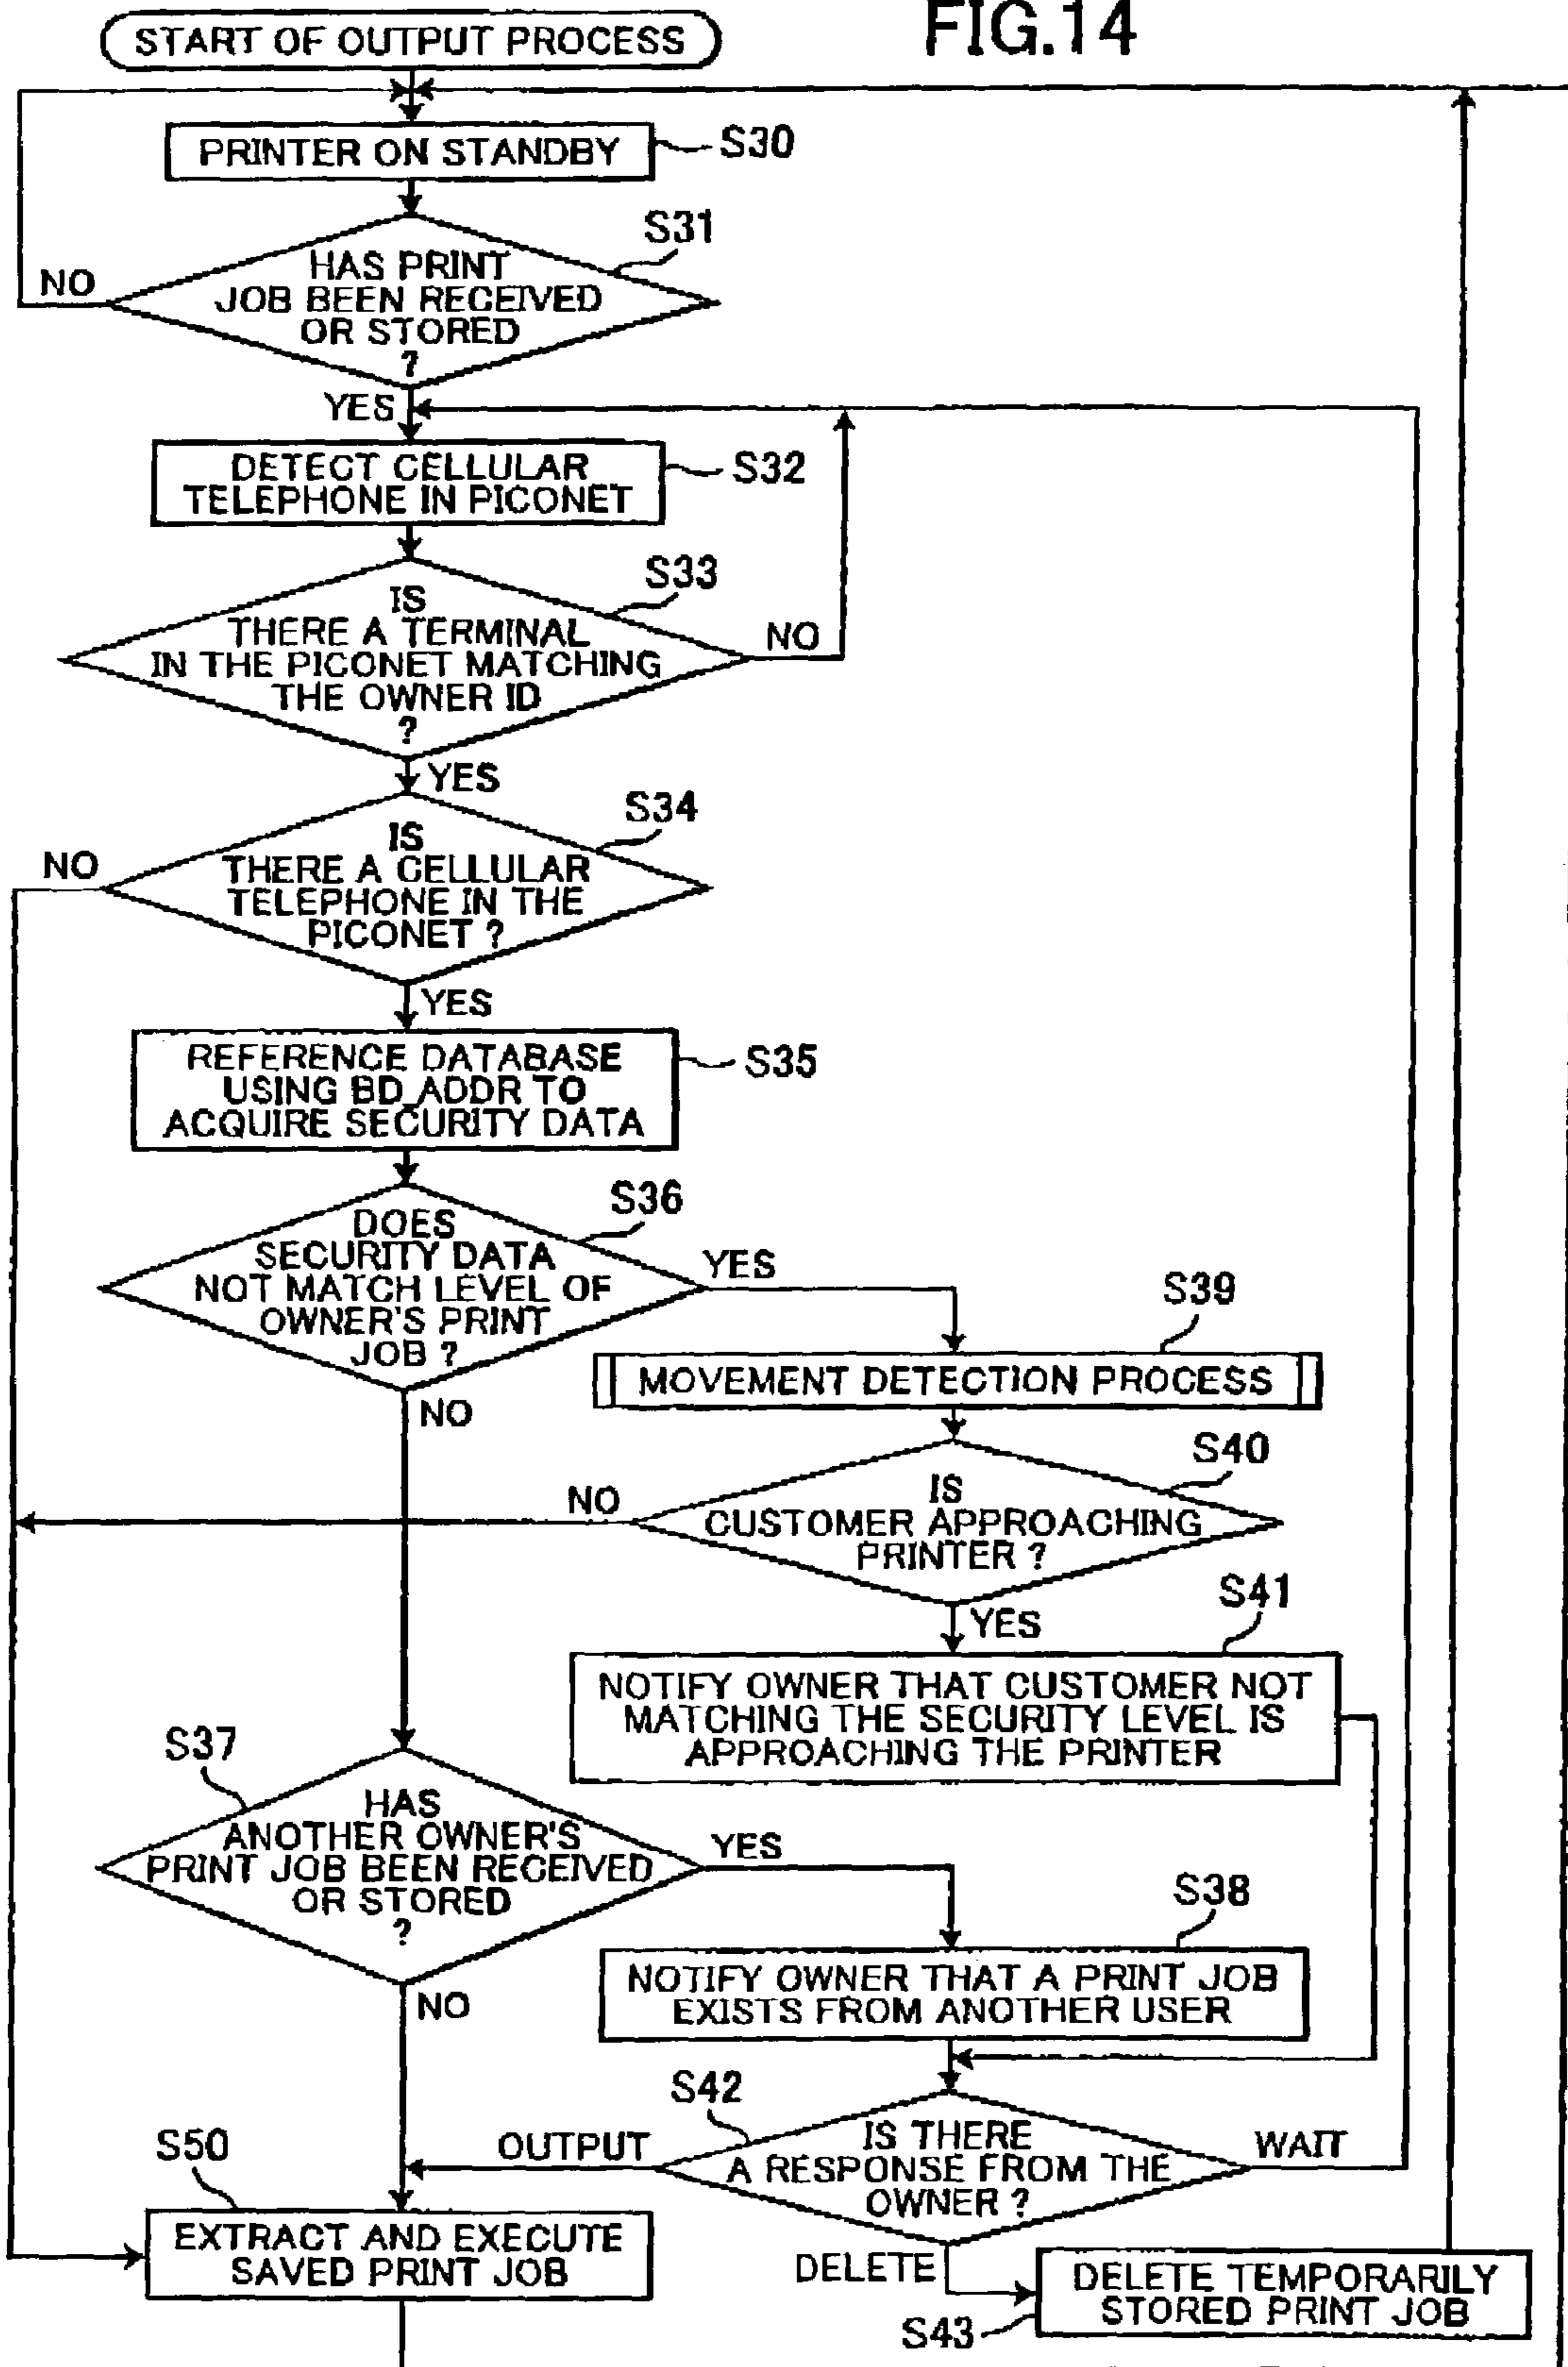 FIG.14
START OF OUTPUT PROCESS
PRINTER ON STANDBY
S30
S31
HAS PRINT
JOB BEEN RECEIVED
OR STORED
?
NO
YES
DETECT CELLULAR
TELEPHONE IN PICONET
S32
S33
IS
THERE A TERMINAL
IN THE PICONET MATCHING
THE OWNER ID
?
NO
YES
S34
IS
THERE A CELLULAR
TELEPHONE IN THE
PICONET ?
NO
YES
REFERENCE DATABASE
USING BD_ADDR TO
ACQUIRE SECURITY DATA
S35
S36
DOES
SECURITY DATA
NOT MATCH LEVEL OF
OWNER'S PRINT
JOB ?
YES
NO
S39
MOVEMENT DETECTION PROCESS
S40
IS
CUSTOMER APPROACHING
PRINTER ?
NO
YES
S41
NOTIFY OWNER THAT CUSTOMER NOT
MATCHING THE SECURITY LEVEL IS
APPROACHING THE PRINTER
S37
HAS
ANOTHER OWNER'S
PRINT JOB BEEN RECEIVED
OR STORED
?
YES
NO
S38
NOTIFY OWNER THAT A PRINT JOB
EXISTS FROM ANOTHER USER
S42
IS THERE
A RESPONSE FROM THE
OWNER ?
OUTPUT
WAIT
DELETE
S50
EXTRACT AND EXECUTE
SAVED PRINT JOB
DELETE TEMPORARILY
STORED PRINT JOB
S43